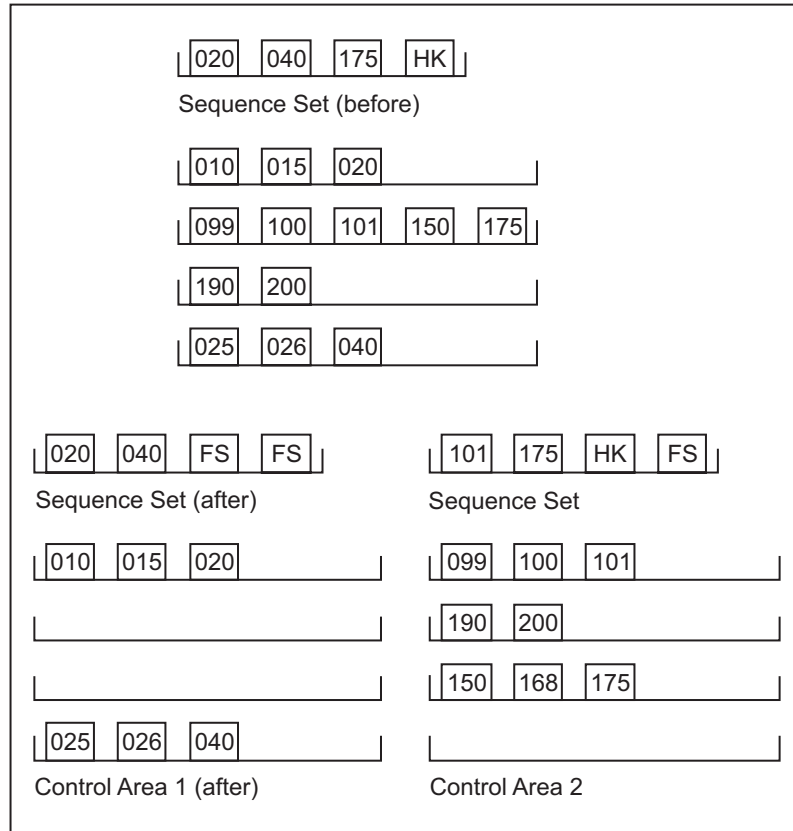 020 040 175 HK
Sequence Set (before)
010 015 020
099 100 101 150 175
190 200
025 026 040
020 040 FS FS
Sequence Set (after)
010 015 020
025 026 040
Control Area 1 (after)
101 175 HK FS
Sequence Set
099 100 101
190 200
150 168 175
Control Area 2